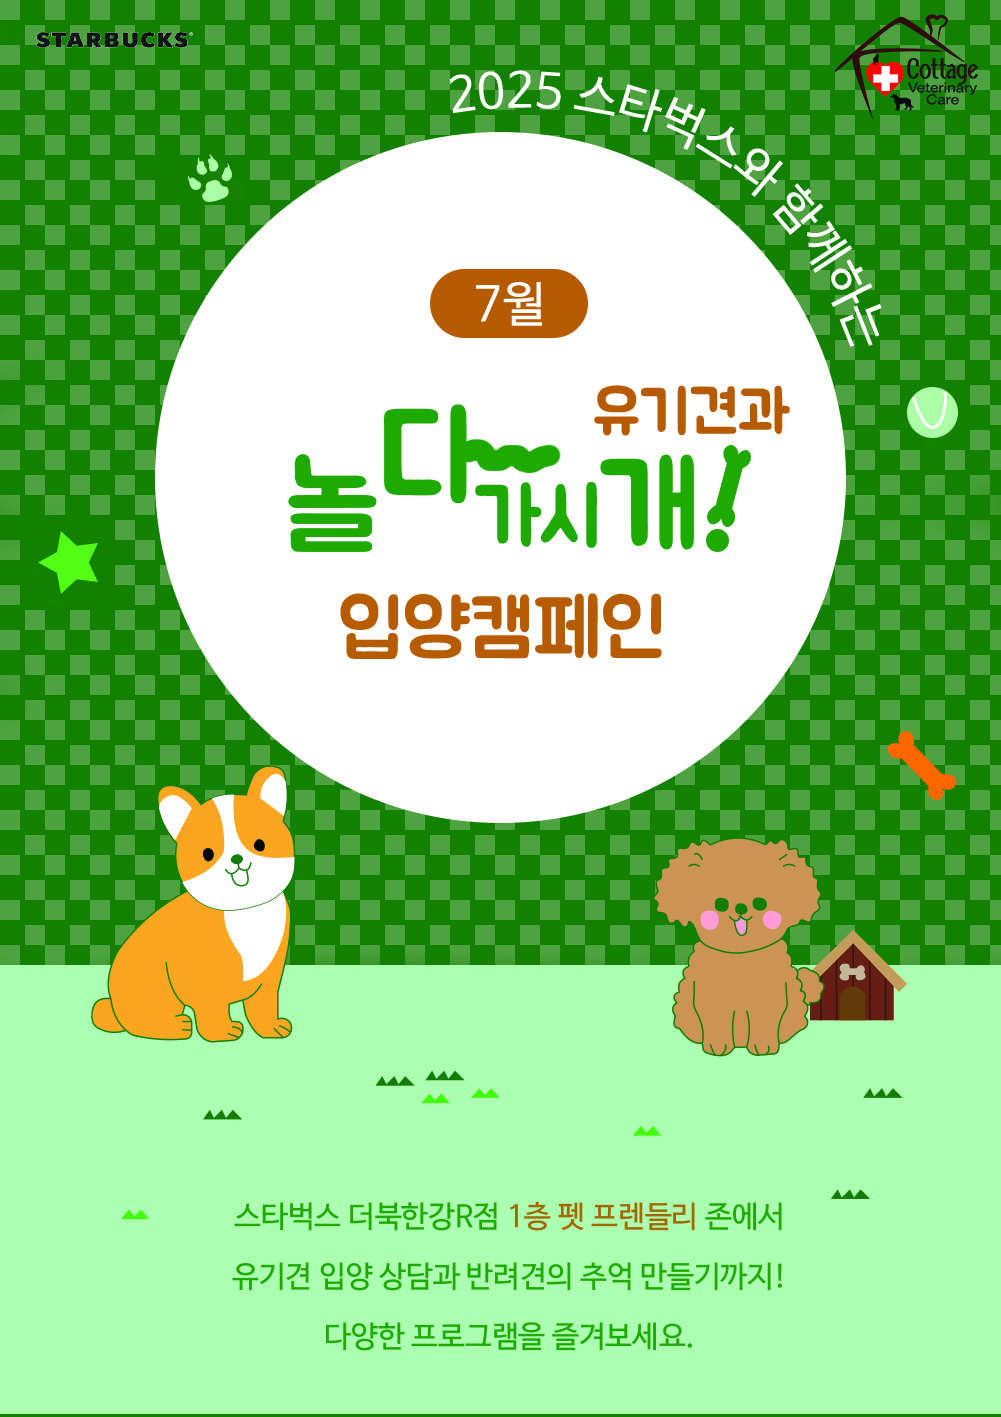 STARBUCKS
Cottage
Veterinary
Care
2025 스타벅스와 함께하는
7월
유기견과
놀다가시개!
입양캠페인
스타벅스 더북한강R점 1층 펫 프렌들리 존에서
유기견 입양 상담과 반려견의 추억 만들기까지!
다양한 프로그램을 즐겨보세요.